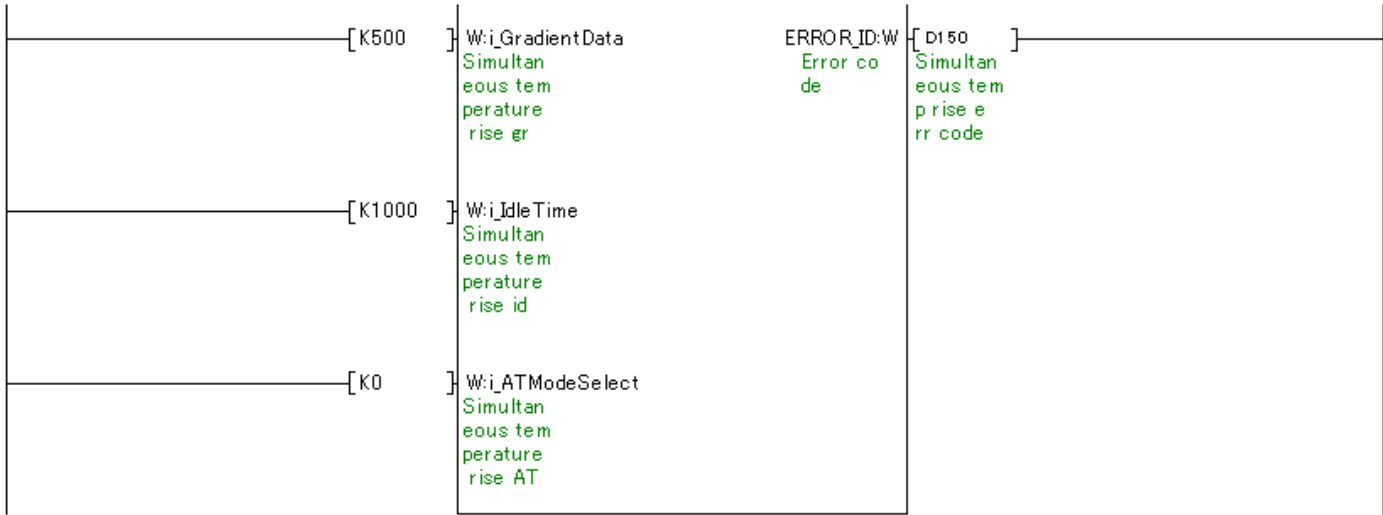 [K500 ] W:i_GradientData ERROR_ID:W [ D150 ]
Simultan Error co Simultan
eous tem de eous tem
perature p rise e
rise gr rr code
[K1000 ] W:i_IdleTime
Simultan
eous tem
perature
rise id
[K0 ] W:i_ATModeSelect
Simultan
eous tem
perature
rise AT